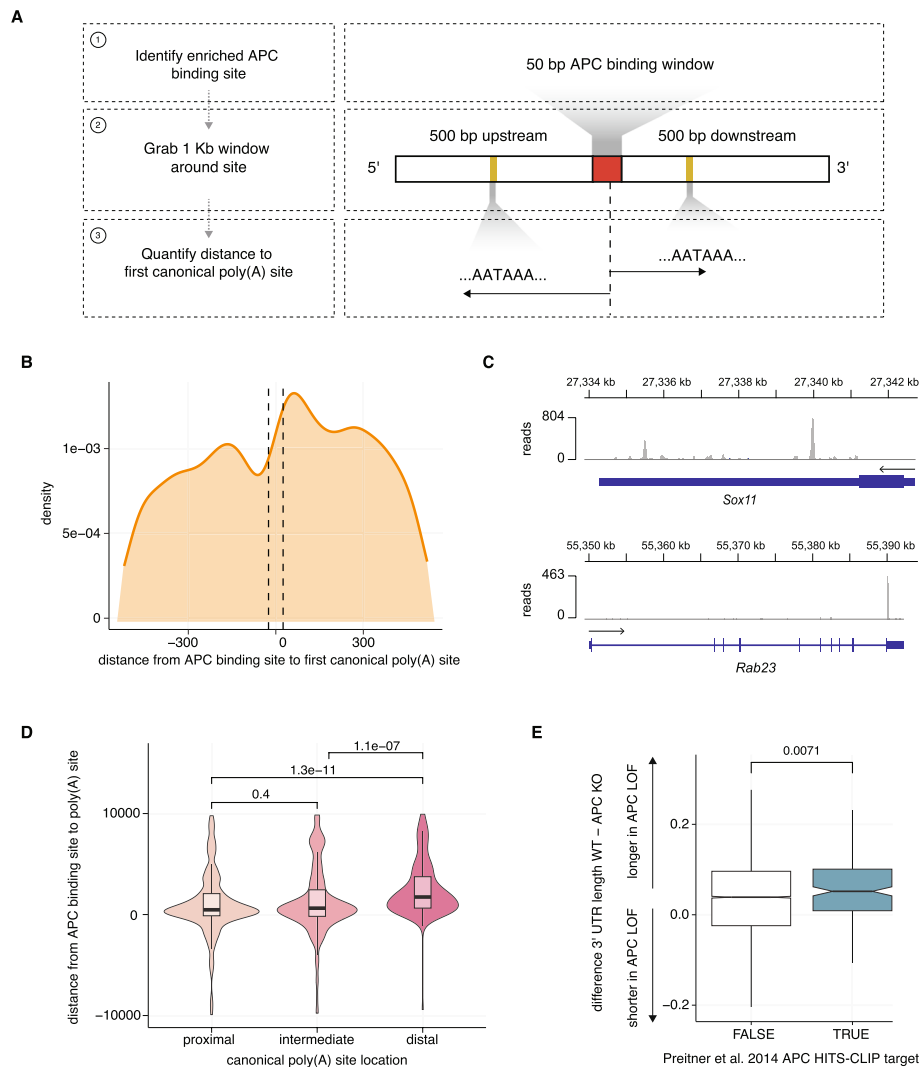 A
1
Identify enriched APC
binding site
50 bp APC binding window
2
Grab 1 Kb window
around site
500 bp upstream
500 bp downstream
5'
3'
3
Quantify distance to
first canonical poly(A) site
...AATAAA...
...AATAAA...
B
density
1e−03
5e−04
0
−300
0
300
distance from APC binding site to first canonical poly(A) site
C
27,334 kb
27,336 kb
27,338 kb
27,340 kb
27,342 kb
reads
804
0
Sox11
55,350 kb
55,360 kb
55,370 kb
55,380 kb
55,390 kb
reads
463
0
Rab23
D
distance from APC binding site to poly(A) site
10000
0
−10000
1.1e−07
1.3e−11
0.4
proximal
intermediate
distal
canonical poly(A) site location
E
difference 3' UTR length WT − APC KO
longer in APC LOF
shorter in APC LOF
0.2
0.0
−0.2
0.0071
FALSE
TRUE
Preitner et al. 2014 APC HITS-CLIP target